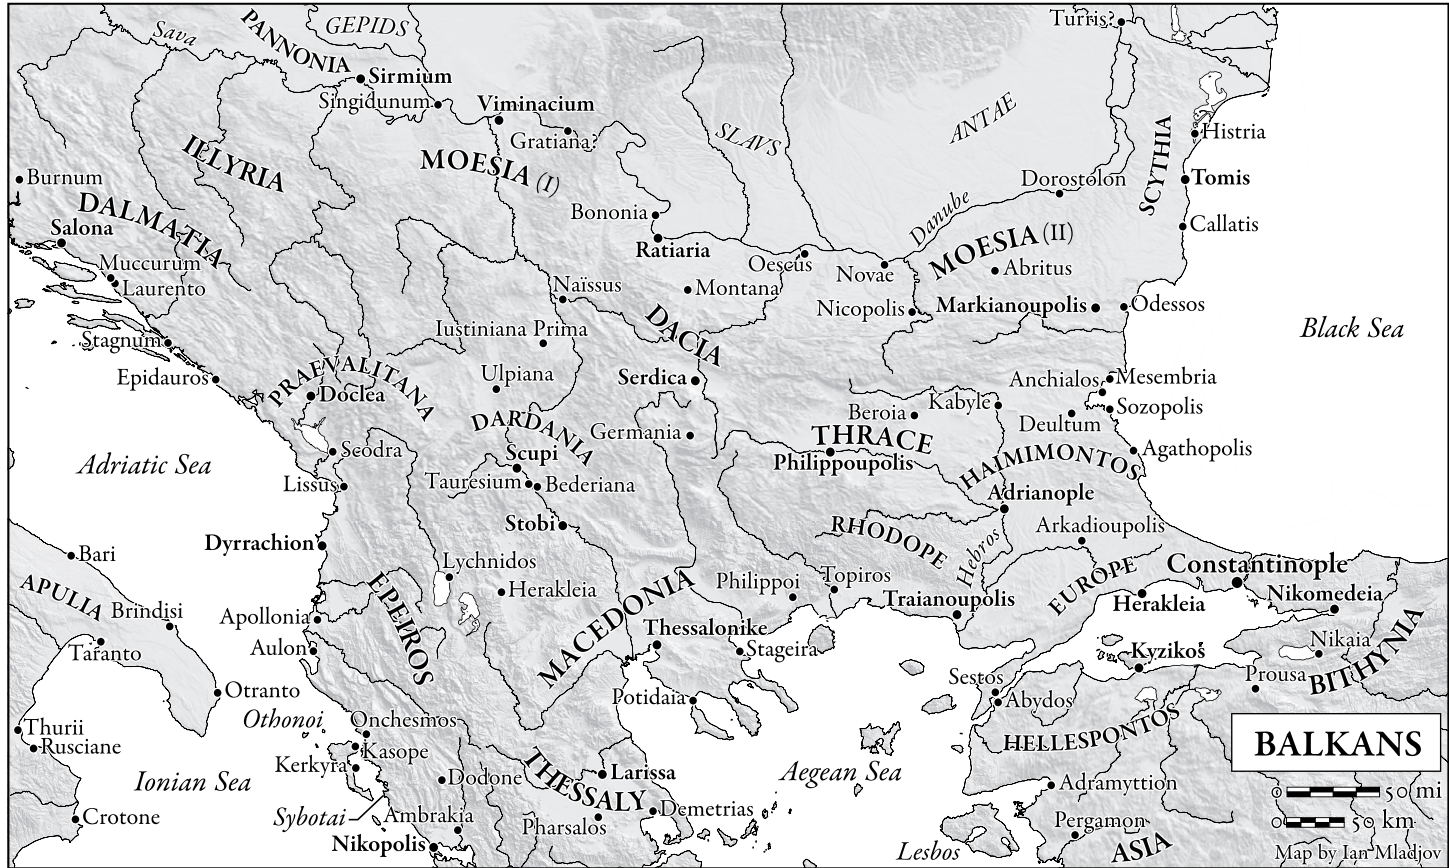 Turris?
GEPIDS
Sava
PANNONIA
Sirmium
Singidunum
Viminacium
Gratiana?
SLAVS
ANTAE
SCYTHIA
Histria
ILLYRIA
MOESIA (I)
Burnum
Dorostolon
Tomis
DALMATIA
Salona
Bononia
Danube
Callatis
Ratiaria
MOESIA (II)
Muccurum
Laurento
Oescus
Novae
Abritus
Naïssus
Montana
Nicopolis
Markianoupolis
Odessos
Stagnum
Iustiniana Prima
DACIA
Black Sea
Epidauros
PRAEVALITANA
Doclea
Ulpiana
Serdica
Anchialos
Mesembria
Beroia
Kabyle
Deultum
Sozopolis
DARDANIA
Germania
THRACE
Philippoupolis
HAIMIMONTOS
Agathopolis
Adriatic Sea
Scodra
Scupi
Lissus
Tauresium
Bederiana
Adrianople
Stobi
RHODOPE
Arkadioupolis
Dyrrachion
Hebros
Bari
Lychnidos
Constantinople
APULIA
EPEIROS
Herakleia
MACEDONIA
Philippoi
Topiros
EUROPE
Nikomedeia
Brindisi
Apollonia
Traianoupolis
Herakleia
Taranto
Aulon
Thessalonike
Stageira
Kyzikos
Nikaia
BITHYNIA
Otranto
Potidaia
Sestos
Abydos
Prousa
Othonoi
Onchesmos
Thurii
Rusciane
Kasope
HELLESPONTOS
BALKANS
Kerkyra
Ionian Sea
Dodone
THESSALY
Larissa
Aegean Sea
Adramyttion
0 50 mi
Crotone
Sybotai
Ambrakia
Demetrias
Pharsalos
Pergamon
0 50 km
Nikopolis
Lesbos
ASIA
Map by Ian Mladjov